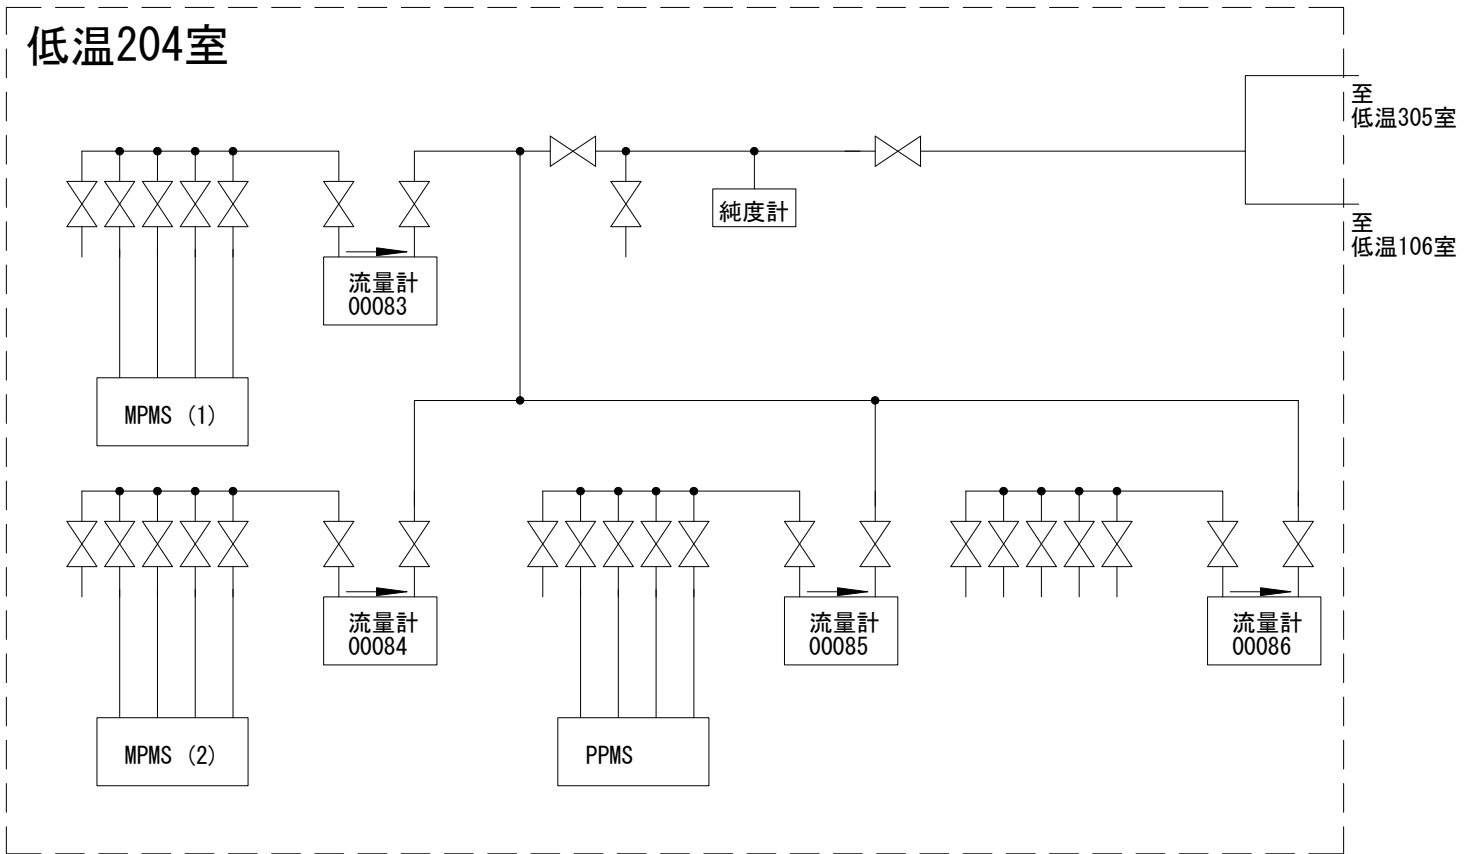 低温204室
至
低温305室
至
低温106室
純度計
流量計
00083
MPMS (1)
流量計
00084
流量計
00085
流量計
00086
MPMS (2)
PPMS